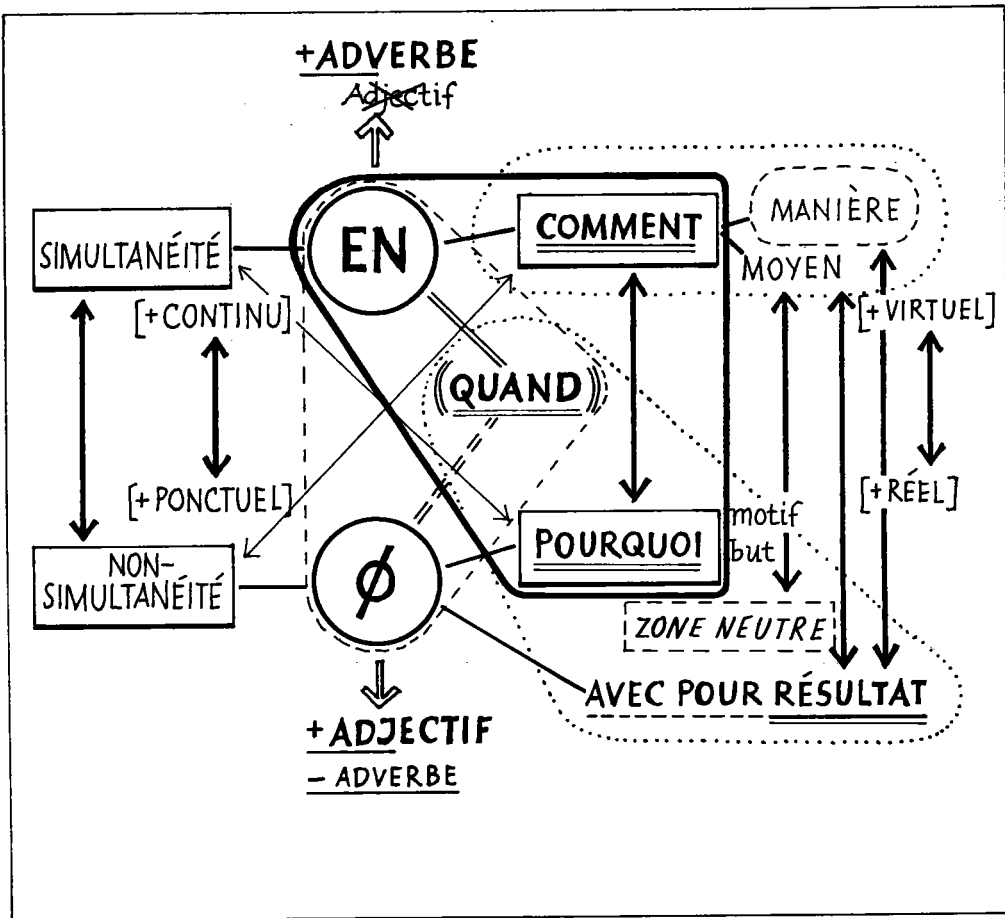 +ADVERBE
Adjectif
EN
COMMENT
MANIÈRE
SIMULTANÉITÉ
MOYEN
[+CONTINU]
[+VIRTUEL]
(QUAND)
[+PONCTUEL]
[+RÉEL]
motif
POURQUOI
but
NON-
SIMULTANÉITÉ
Ø
ZONE NEUTRE
AVEC POUR RÉSULTAT
+ADJECTIF
- ADVERBE